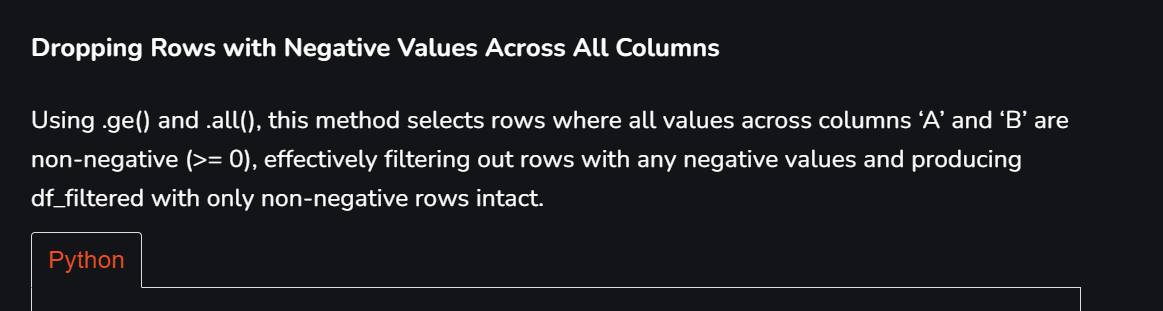 Dropping Rows with Negative Values Across All Columns
Using .ge() and .all(), this method selects rows where all values across columns ‘A’ and ‘B’ are
non-negative (>= 0), effectively filtering out rows with any negative values and producing
df_filtered with only non-negative rows intact.
Python